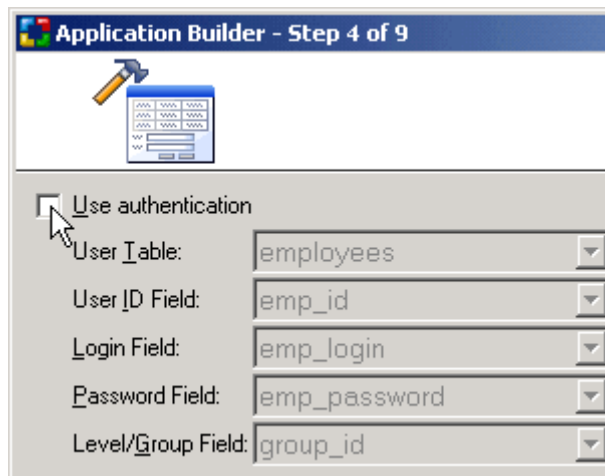 Application Builder - Step 4 of 9
Use authentication
User Table: employees
User ID Field: emp_id
Login Field: emp_login
Password Field: emp_password
Level/Group Field: group_id